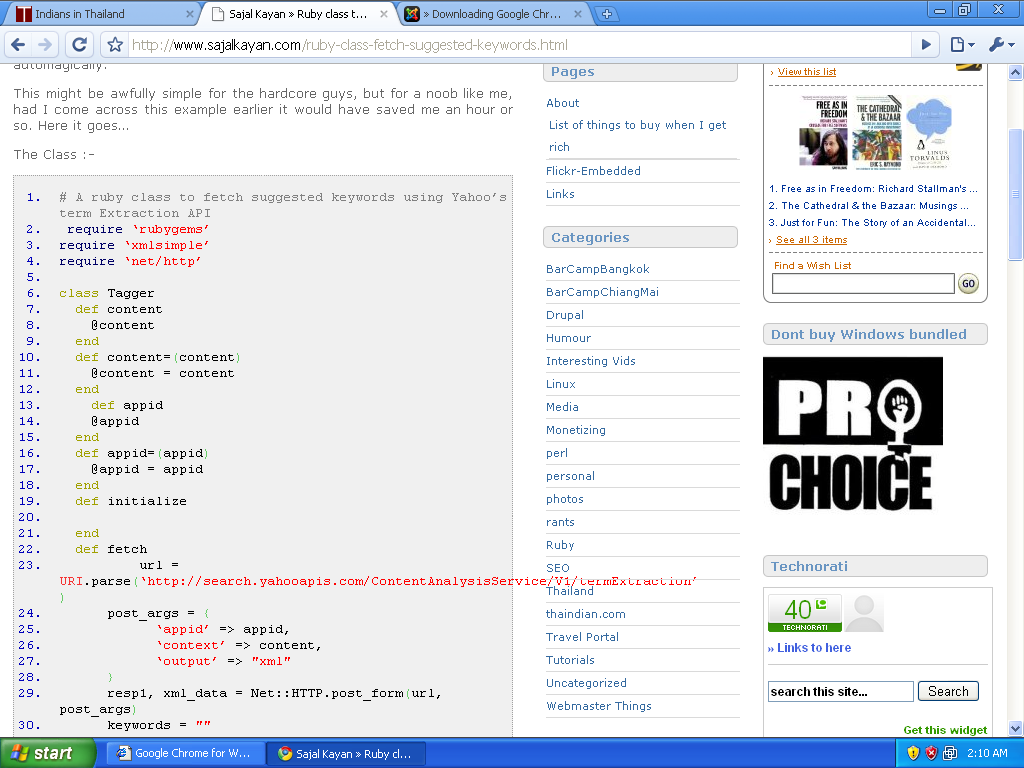 Indians in Thailand
Sajal Kayan » Ruby class t...
» Downloading Google Chr...
http://www.sajalkayan.com/ruby-class-fetch-suggested-keywords.html
automagically.
This might be awfully simple for the hardcore guys, but for a noob like me,
had I come across this example earlier it would have saved me an hour or
so. Here it goes...
The Class :-
1. # A ruby class to fetch suggested keywords using Yahoo’s
term Extraction API
2. require ‘rubygems’
3. require ‘xmlsimple’
4. require ‘net/http’
5.
6. class Tagger
7. def content
8. @content
9. end
10. def content=(content)
11. @content = content
12. end
13. def appid
14. @appid
15. end
16. def appid=(appid)
17. @appid = appid
18. end
19. def initialize
20.
21. end
22. def fetch
23. url =
URI.parse(‘http://search.yahooapis.com/ContentAnalysisService/V1/termExtraction’
)
24. post_args = {
25. ‘appid’ => appid,
26. ‘context’ => content,
27. ‘output’ => "xml"
28. }
29. resp1, xml_data = Net::HTTP.post_form(url,
post_args)
30. keywords = ""
Pages
About
List of things to buy when I get
rich
Flickr-Embedded
Links
Categories
BarCampBangkok
BarCampChiangMai
Drupal
Humour
Interesting Vids
Linux
Media
Monetizing
perl
personal
photos
rants
Ruby
SEO
Thailand
thaindian.com
Travel Portal
Tutorials
Uncategorized
Webmaster Things
› View this list
FREE AS IN
FREEDOM
THE CATHEDRAL
& THE BAZAAR
ERIC S. RAYMOND
LINUS
TORVALDS
1. Free as in Freedom: Richard Stallman's ...
2. The Cathedral & the Bazaar: Musings ...
3. Just for Fun: The Story of an Accidental...
› See all 3 items
Find a Wish List
GO
Dont buy Windows bundled
PRO
CHOICE
Technorati
40
TECHNORATI
» Links to here
search this site...
Search
Get this widget
start
Google Chrome for W...
Sajal Kayan » Ruby cl...
2:10 AM